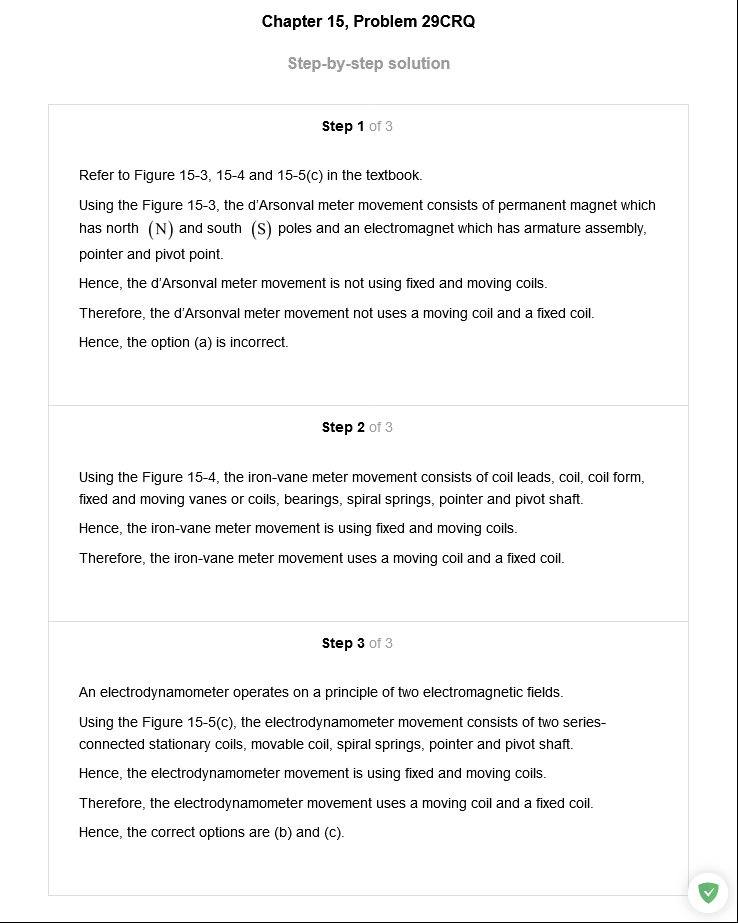 Chapter 15, Problem 29CRQ
Step-by-step solution
Step 1 of 3
Refer to Figure 15-3, 15-4 and 15-5(c) in the textbook.
Using the Figure 15-3, the d'Arsonval meter movement consists of permanent magnet which
has north (N) and south (S) poles and an electromagnet which has armature assembly,
pointer and pivot point.
Hence, the d'Arsonval meter movement is not using fixed and moving coils.
Therefore, the d'Arsonval meter movement not uses a moving coil and a fixed coil.
Hence, the option (a) is incorrect.
Step 2 of 3
Using the Figure 15-4, the iron-vane meter movement consists of coil leads, coil, coil form,
fixed and moving vanes or coils, bearings, spiral springs, pointer and pivot shaft.
Hence, the iron-vane meter movement is using fixed and moving coils.
Therefore, the iron-vane meter movement uses a moving coil and a fixed coil.
Step 3 of 3
An electrodynamometer operates on a principle of two electromagnetic fields.
Using the Figure 15-5(c), the electrodynamometer movement consists of two series-
connected stationary coils, movable coil, spiral springs, pointer and pivot shaft.
Hence, the electrodynamometer movement is using fixed and moving coils.
Therefore, the electrodynamometer movement uses a moving coil and a fixed coil.
Hence, the correct options are (b) and (c).